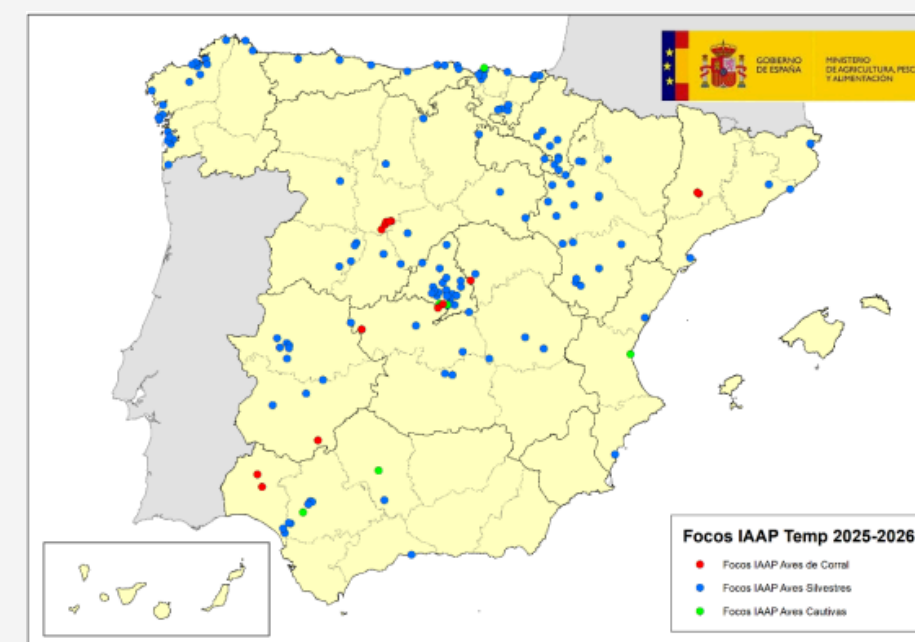 GOBIERNO
DE ESPAÑA
MINISTERIO
DE AGRICULTURA, PESC
Y ALIMENTACIÓN
Focos IAAP Temp 2025-2026
Focos IAAP Aves de Corral
Focos IAAP Aves Silvestres
Focos IAAP Aves Cautivas